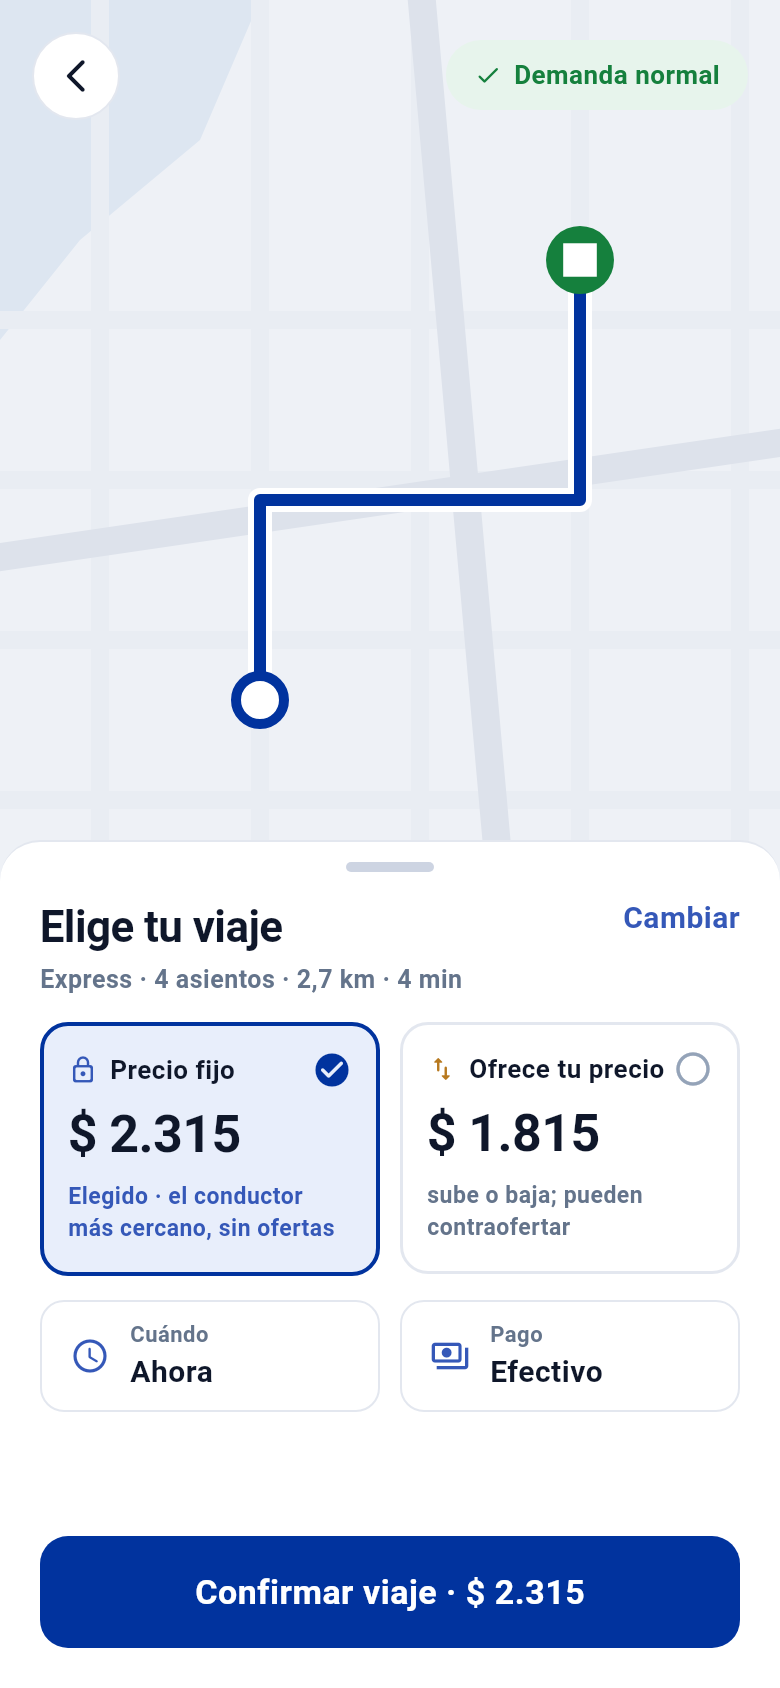 Demanda normal
Elige tu viaje
Cambiar
Express · 4 asientos · 2,7 km · 4 min
Precio fijo
$ 2.315
Elegido · el conductor
más cercano, sin ofertas
Ofrece tu precio
$ 1.815
sube o baja; pueden
contraofertar
Cuándo
Ahora
Pago
Efectivo
Confirmar viaje · $ 2.315